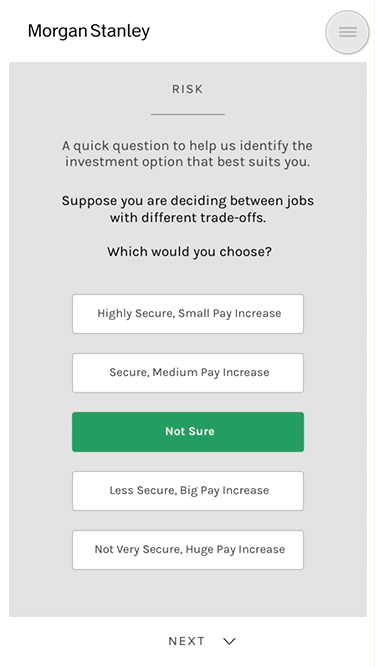 Morgan Stanley
RISK
A quick question to help us identify the
investment option that best suits you.
Suppose you are deciding between jobs
with different trade-offs.
Which would you choose?
Highly Secure, Small Pay Increase
Secure, Medium Pay Increase
Not Sure
Less Secure, Big Pay Increase
Not Very Secure, Huge Pay Increase
NEXT